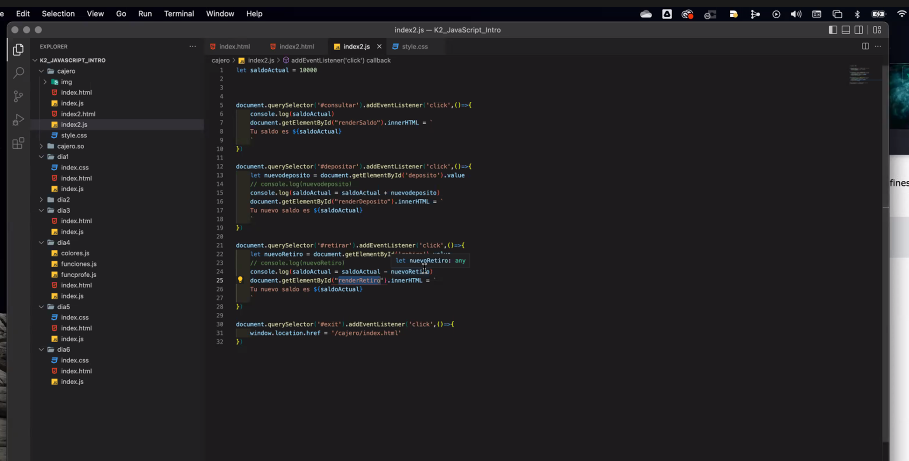 Edit Selection View Go Run Terminal Window Help
index2.js — K2_JavaScript_Intro
EXPLORER
K2_JAVASCRIPT_INTRO
cajero
img
index.html
index.js
index2.html
index2.js
style.css
cajero.so
dia1
index.css
index.html
index.js
dia2
dia3
index.html
index.js
dia4
colores.js
funciones.js
funcprofe.js
index.html
index.js
dia5
index.css
index.html
index.js
dia6
index.css
index.html
index.js
index.html index2.html index2.js style.css
cajero > index2.js > addEventListener('click') callback
1 let saldoActual = 10000
2
3
4
5 document.querySelector('#consultar').addEventListener('click',()=>{
6 console.log(saldoActual)
7 document.getElementById("renderSaldo").innerHTML = `
8 Tu saldo es ${saldoActual}
9 `
10 })
11
12 document.querySelector('#depositar').addEventListener('click',()=>{
13 let nuevodeposito = document.getElementById('deposito').value
14 // console.log(nuevodeposito)
15 console.log(saldoActual = saldoActual + nuevodeposito)
16 document.getElementById("renderDeposito").innerHTML = `
17 Tu nuevo saldo es ${saldoActual}
18 `
19 })
20
21 document.querySelector('#retirar').addEventListener('click',()=>{
22 let nuevoRetiro = document.getElementById('retiro').value
23 // console.log(nuevoRetiro)
let nuevoRetiro: any
24 console.log(saldoActual = saldoActual - nuevoRetiro)
25 document.getElementById("renderRetiro").innerHTML = `
26 Tu nuevo saldo es ${saldoActual}
27 `
28 })
29
30 document.querySelector('#exit').addEventListener('click',()=>{
31 window.location.href = '/cajero/index.html'
32 })
fines